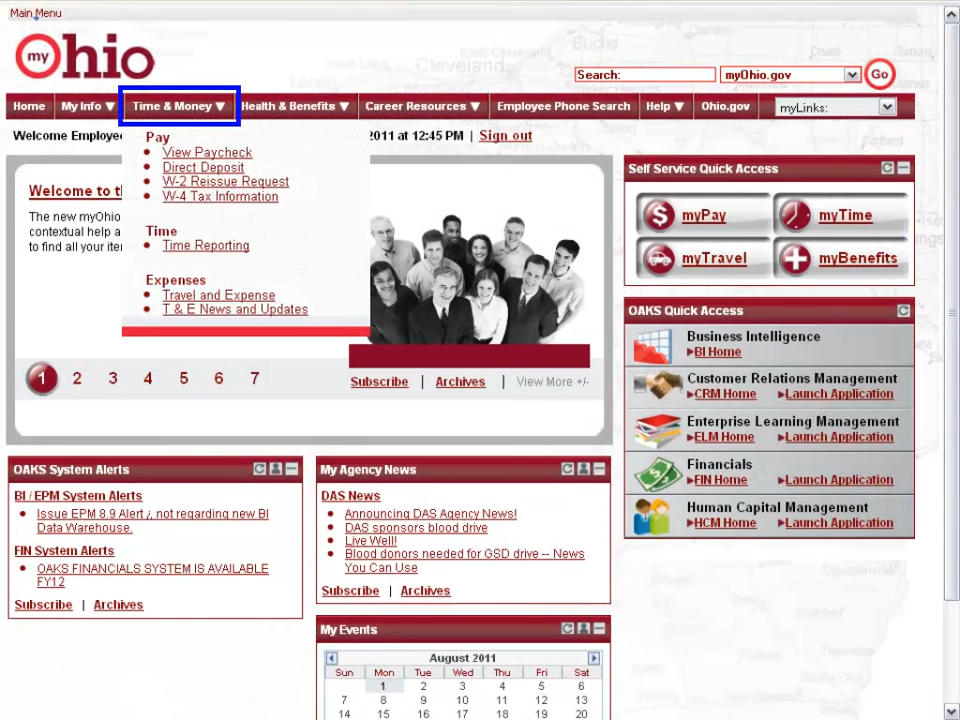 Main Menu
my Ohio
Search:
myOhio.gov
Go
Home
My Info
Time & Money
Health & Benefits
Career Resources
Employee Phone Search
Help
Ohio.gov
myLinks:
Welcome Employee
2011 at 12:45 PM | Sign out
Pay
View Paycheck
Direct Deposit
W-2 Reissue Request
W-4 Tax Information
Time
Time Reporting
Expenses
Travel and Expense
T & E News and Updates
Welcome to t
The new myOhio
contextual help a
to find all your iter
1 2 3 4 5 6 7
Subscribe | Archives | View More +/-
Self Service Quick Access
myPay
myTime
myTravel
myBenefits
OAKS Quick Access
Business Intelligence
BI Home
Customer Relations Management
CRM Home Launch Application
Enterprise Learning Management
ELM Home Launch Application
Financials
FIN Home Launch Application
Human Capital Management
HCM Home Launch Application
OAKS System Alerts
BI / EPM System Alerts
Issue EPM 8.9 Alert /, not regarding new BI
Data Warehouse.
FIN System Alerts
OAKS FINANCIALS SYSTEM IS AVAILABLE
FY12
Subscribe | Archives
My Agency News
DAS News
Announcing DAS Agency News!
DAS sponsors blood drive
Live Well!
Blood donors needed for GSD drive -- News
You Can Use
Subscribe | Archives
My Events
August 2011
Sun Mon Tue Wed Thu Fri Sat
1 2 3 4 5 6
7 8 9 10 11 12 13
14 15 16 17 18 19 20
Cleveland
Euclid